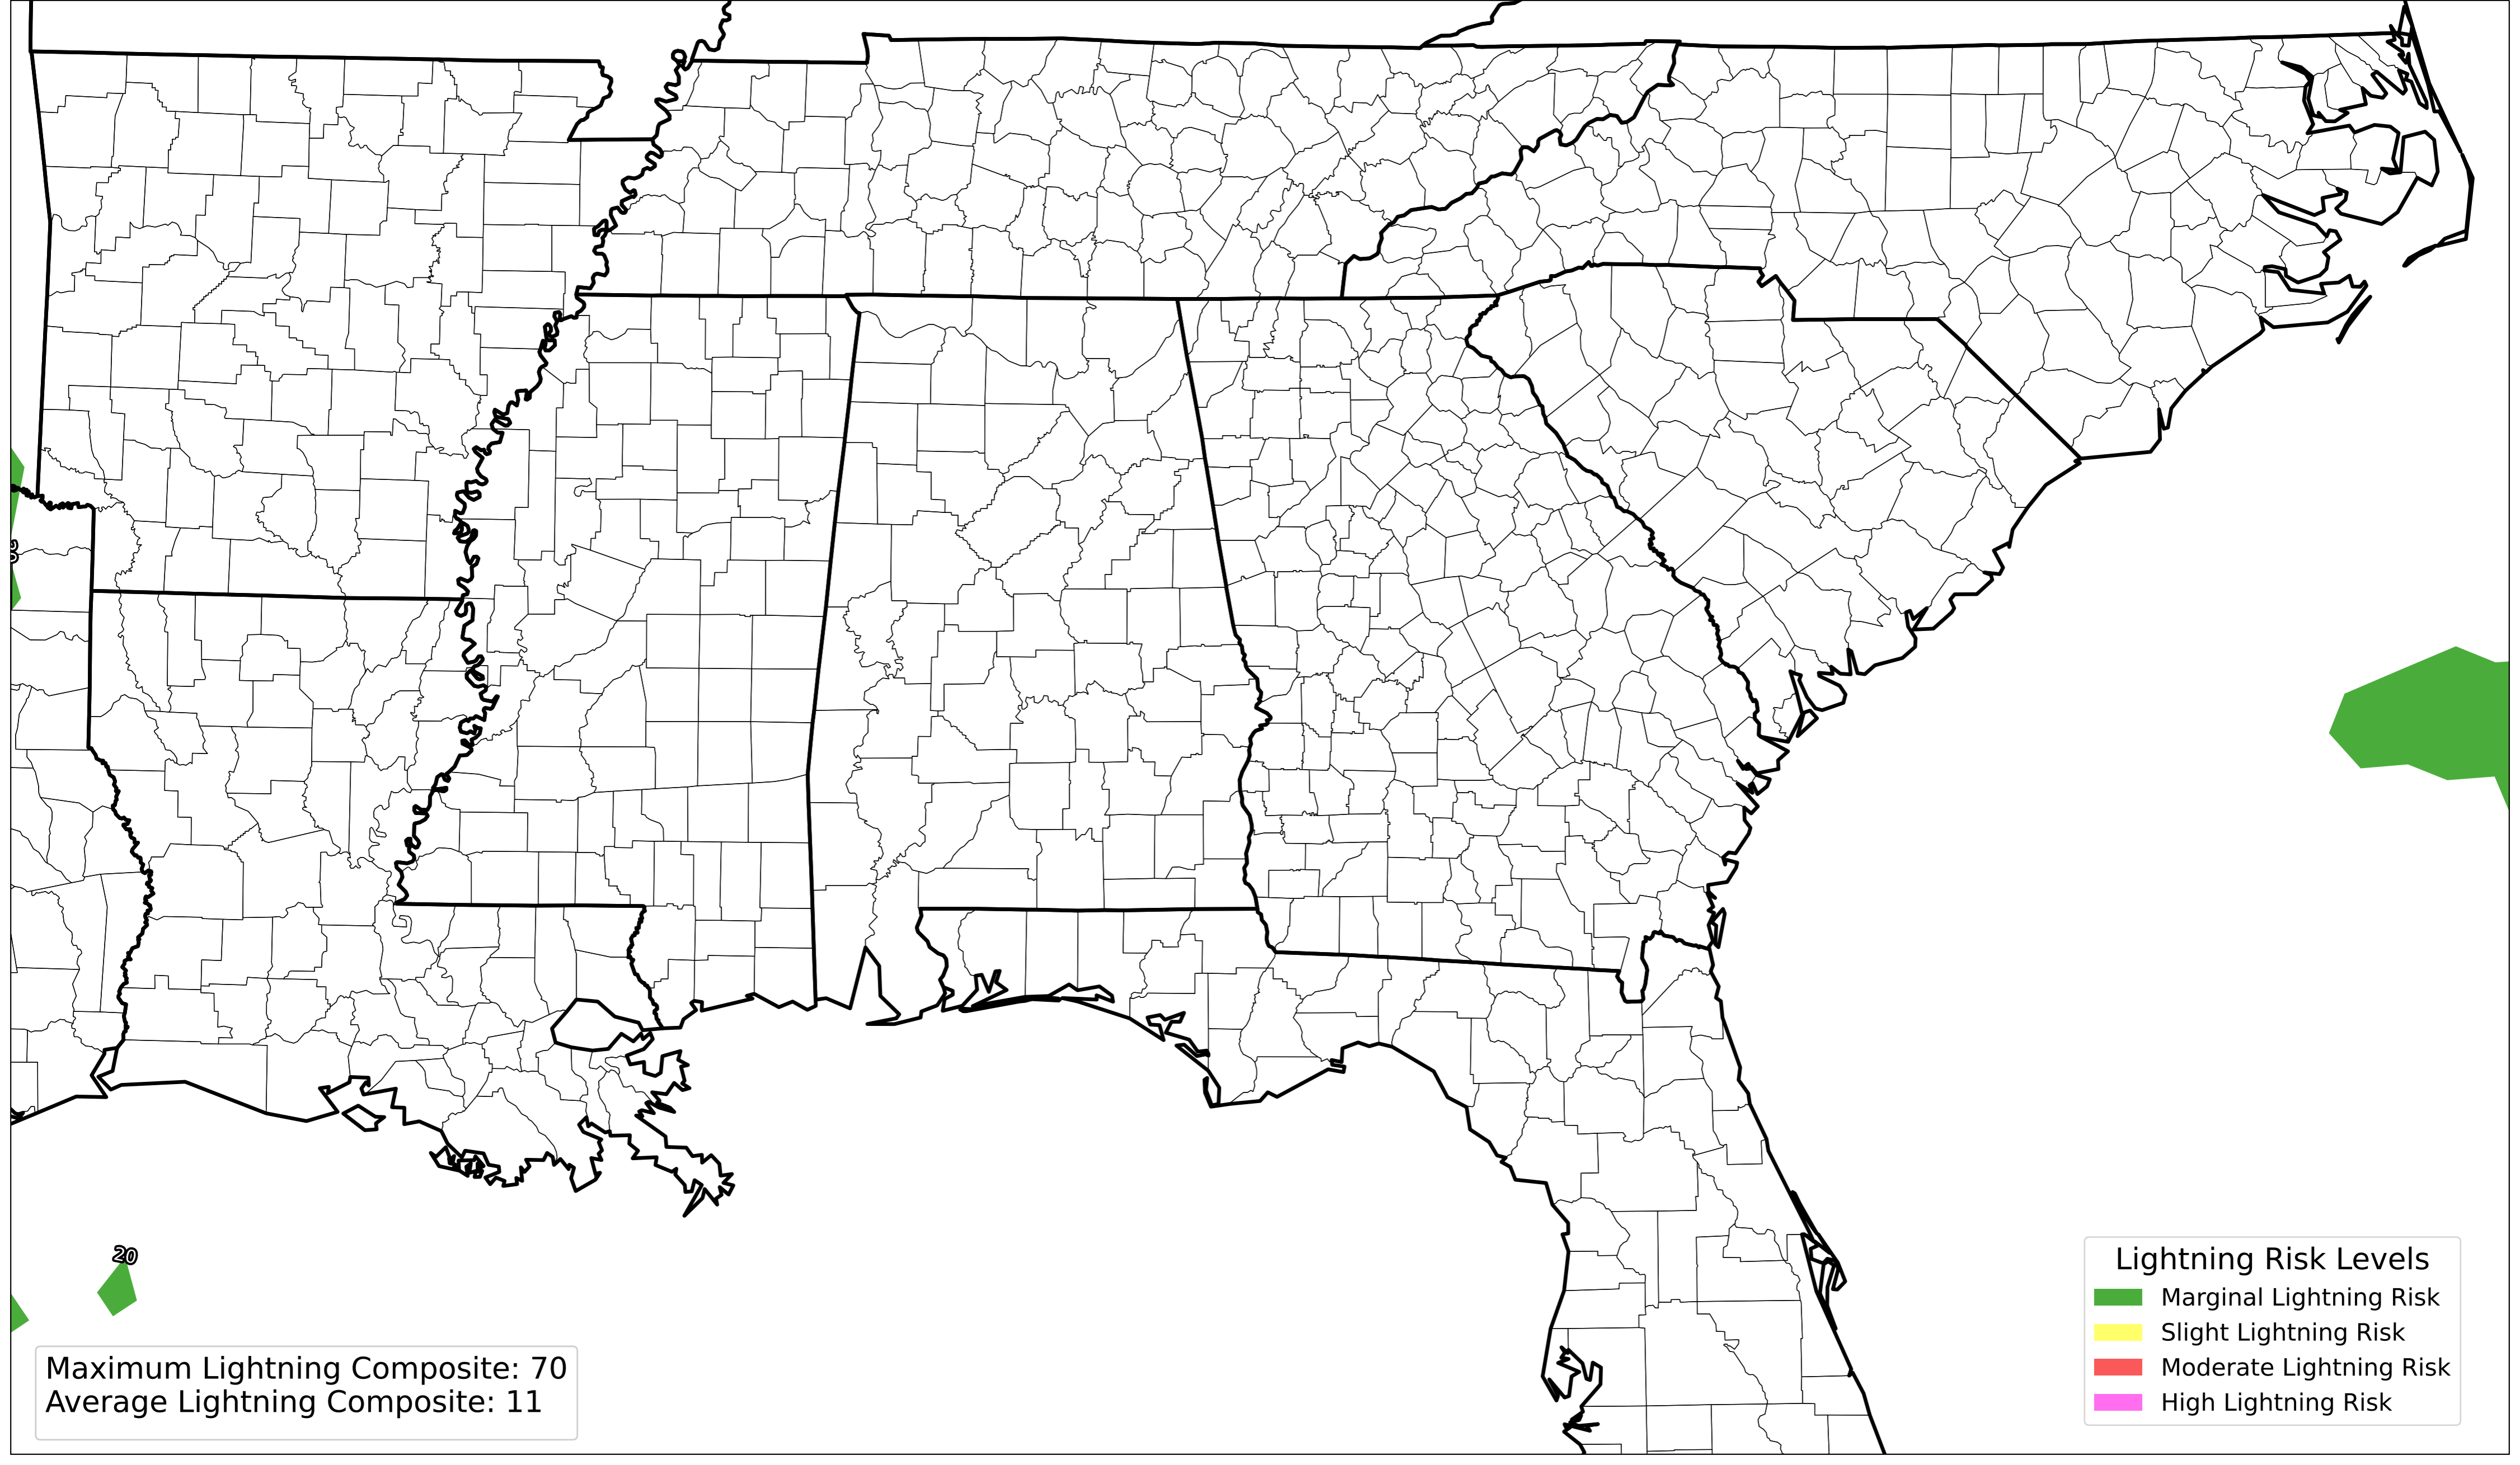 20
Maximum Lightning Composite: 70
Average Lightning Composite: 11
Lightning Risk Levels
Marginal Lightning Risk
Slight Lightning Risk
Moderate Lightning Risk
High Lightning Risk